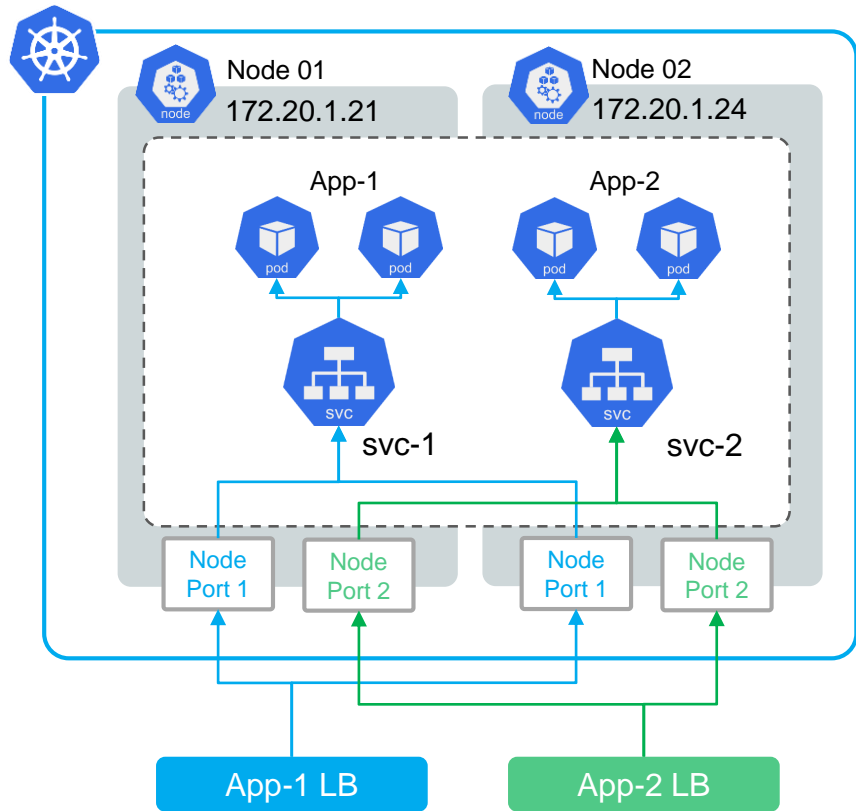 Node 01
172.20.1.21
node
Node 02
172.20.1.24
node
App-1
App-2
pod
pod
pod
pod
svc
svc
svc-1
svc-2
Node
Port 1
Node
Port 2
Node
Port 1
Node
Port 2
App-1 LB
App-2 LB